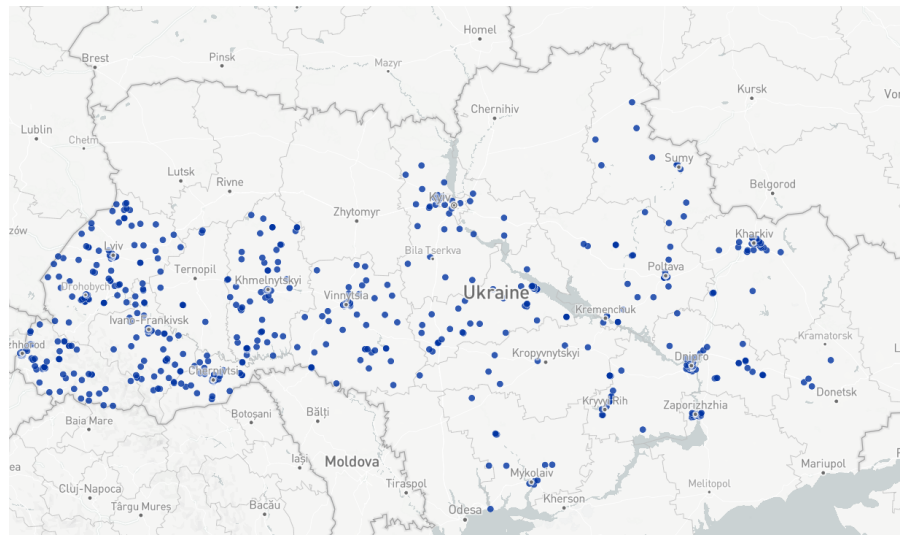 Homel
Brest
Pinsk
Mazyr
Kursk
Chernihiv
Lublin
Chełm
Sumy
Lutsk
Rivne
Belgorod
Kyiv
Zhytomyr
Kharkiv
Lviv
Bila Tserkva
Poltava
Ternopil
Khmelnytskyi
Drohobych
Vinnytsia
Ukraine
Kremenchuk
Ivano-Frankivsk
Kramatorsk
Kropyvnytskyi
Dnipro
Chernivtsi
Donetsk
Kryvyi Rih
Zaporizhzhia
Botoșani
Bălți
Baia Mare
Iași
Moldova
Mariupol
Mykolaiv
Cluj-Napoca
Tiraspol
Melitopol
Kherson
Târgu Mureș
Bacău
Odesa